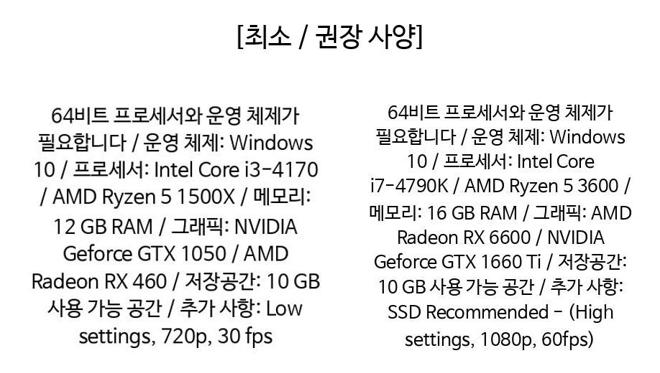 [최소 / 권장 사양]
64비트 프로세서와 운영 체제가
필요합니다 / 운영 체제: Windows
10 / 프로세서: Intel Core i3-4170
/ AMD Ryzen 5 1500X / 메모리:
12 GB RAM / 그래픽: NVIDIA
Geforce GTX 1050 / AMD
Radeon RX 460 / 저장공간: 10 GB
사용 가능 공간 / 추가 사항: Low
settings, 720p, 30 fps
64비트 프로세서와 운영 체제가
필요합니다 / 운영 체제: Windows
10 / 프로세서: Intel Core
i7-4790K / AMD Ryzen 5 3600 /
메모리: 16 GB RAM / 그래픽: AMD
Radeon RX 6600 / NVIDIA
Geforce GTX 1660 Ti / 저장공간:
10 GB 사용 가능 공간 / 추가 사항:
SSD Recommended - (High
settings, 1080p, 60fps)